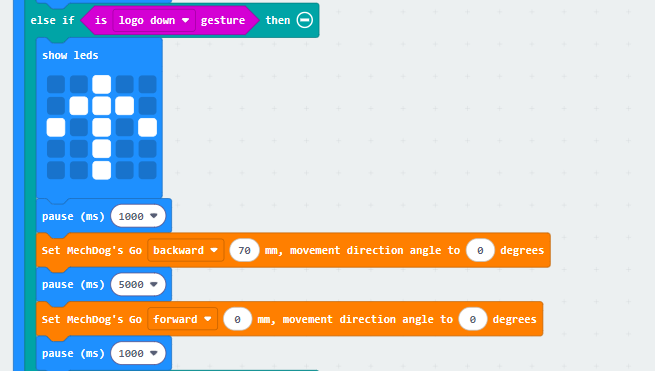 else if is logo down gesture then
show leds
pause (ms) 1000
Set MechDog's Go backward 70 mm, movement direction angle to 0 degrees
pause (ms) 5000
Set MechDog's Go forward 0 mm, movement direction angle to 0 degrees
pause (ms) 1000